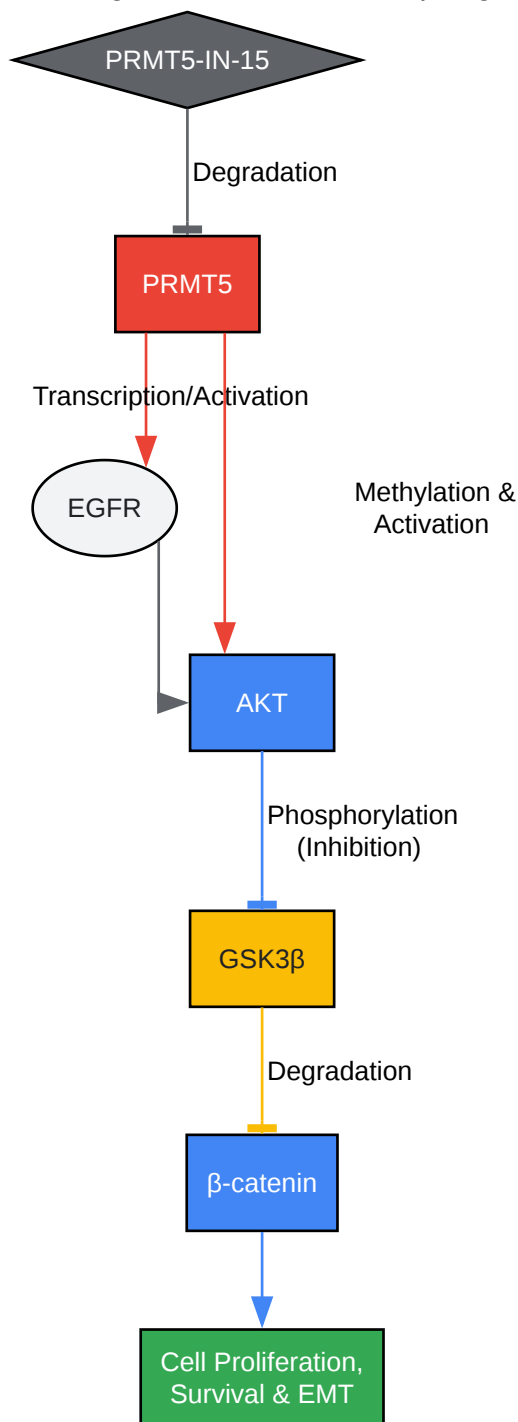 PRMT5-IN-15
Degradation
PRMT5
Transcription/Activation
EGFR
Methylation &
Activation
AKT
Phosphorylation
(Inhibition)
GSK3β
Degradation
β-catenin
Cell Proliferation,
Survival & EMT